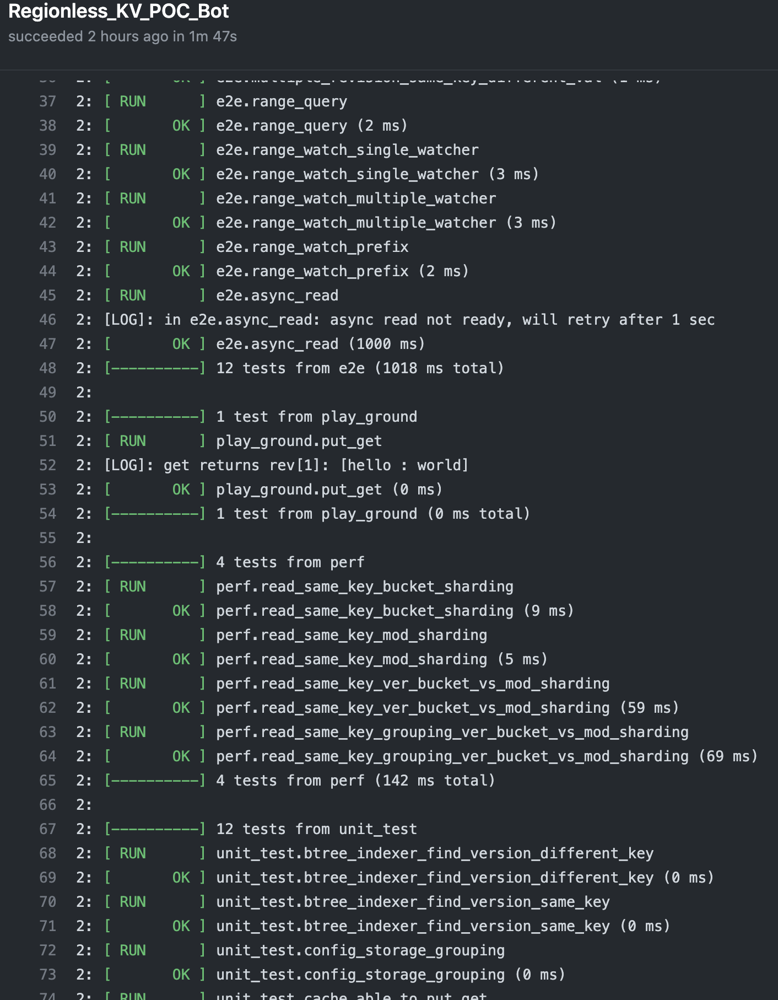 Regionless_KV_POC_Bot
succeeded 2 hours ago in 1m 47s
36 2: [ OK ] e2e.multiple_revision_same_key_different_val (1 ms)
37 2: [ RUN ] e2e.range_query
38 2: [ OK ] e2e.range_query (2 ms)
39 2: [ RUN ] e2e.range_watch_single_watcher
40 2: [ OK ] e2e.range_watch_single_watcher (3 ms)
41 2: [ RUN ] e2e.range_watch_multiple_watcher
42 2: [ OK ] e2e.range_watch_multiple_watcher (3 ms)
43 2: [ RUN ] e2e.range_watch_prefix
44 2: [ OK ] e2e.range_watch_prefix (2 ms)
45 2: [ RUN ] e2e.async_read
46 2: [LOG]: in e2e.async_read: async read not ready, will retry after 1 sec
47 2: [ OK ] e2e.async_read (1000 ms)
48 2: [----------] 12 tests from e2e (1018 ms total)
49 2:
50 2: [----------] 1 test from play_ground
51 2: [ RUN ] play_ground.put_get
52 2: [LOG]: get returns rev[1]: [hello : world]
53 2: [ OK ] play_ground.put_get (0 ms)
54 2: [----------] 1 test from play_ground (0 ms total)
55 2:
56 2: [----------] 4 tests from perf
57 2: [ RUN ] perf.read_same_key_bucket_sharding
58 2: [ OK ] perf.read_same_key_bucket_sharding (9 ms)
59 2: [ RUN ] perf.read_same_key_mod_sharding
60 2: [ OK ] perf.read_same_key_mod_sharding (5 ms)
61 2: [ RUN ] perf.read_same_key_ver_bucket_vs_mod_sharding
62 2: [ OK ] perf.read_same_key_ver_bucket_vs_mod_sharding (59 ms)
63 2: [ RUN ] perf.read_same_key_grouping_ver_bucket_vs_mod_sharding
64 2: [ OK ] perf.read_same_key_grouping_ver_bucket_vs_mod_sharding (69 ms)
65 2: [----------] 4 tests from perf (142 ms total)
66 2:
67 2: [----------] 12 tests from unit_test
68 2: [ RUN ] unit_test.btree_indexer_find_version_different_key
69 2: [ OK ] unit_test.btree_indexer_find_version_different_key (0 ms)
70 2: [ RUN ] unit_test.btree_indexer_find_version_same_key
71 2: [ OK ] unit_test.btree_indexer_find_version_same_key (0 ms)
72 2: [ RUN ] unit_test.config_storage_grouping
73 2: [ OK ] unit_test.config_storage_grouping (0 ms)
74 2: [ RUN ] unit_test.cache_able_to_put_get